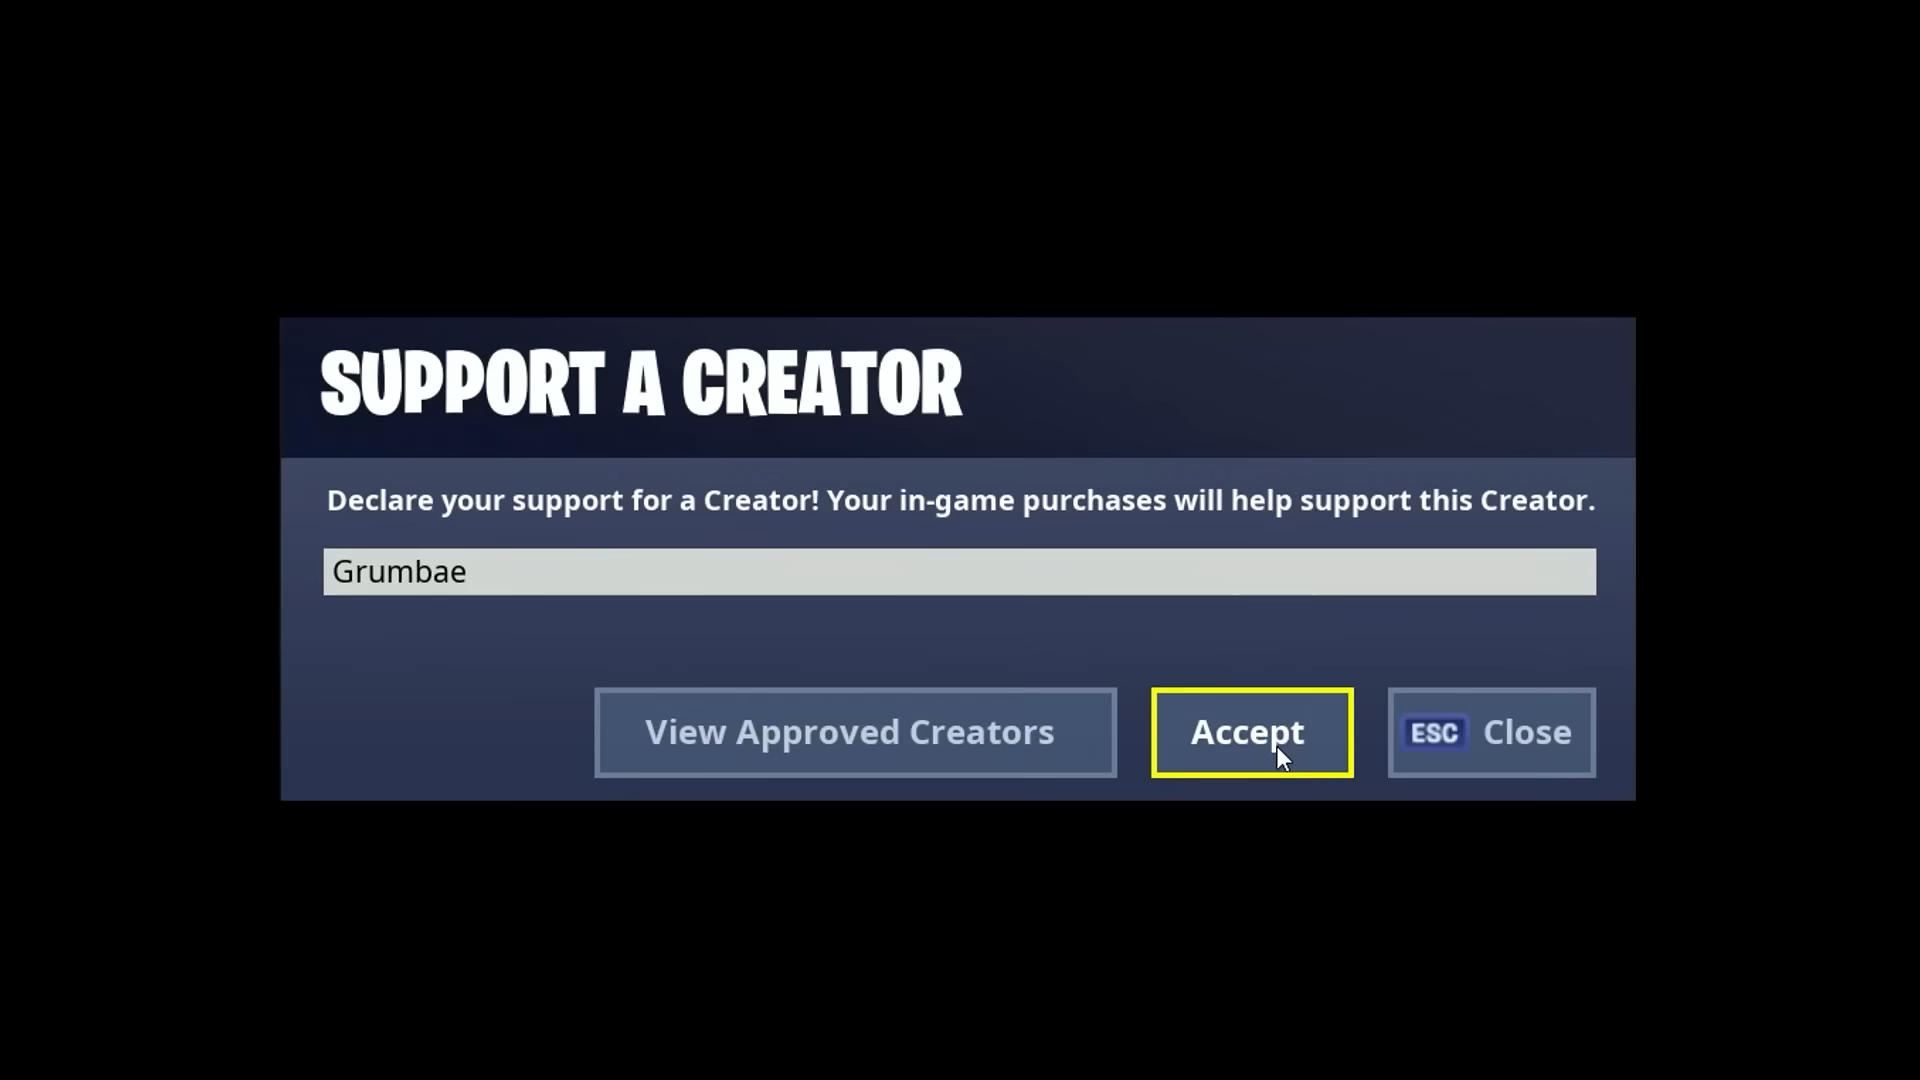 SUPPORT A CREATOR
Declare your support for a Creator! Your in-game purchases will help support this Creator.
Grumbae
View Approved Creators
Accept
ESC Close